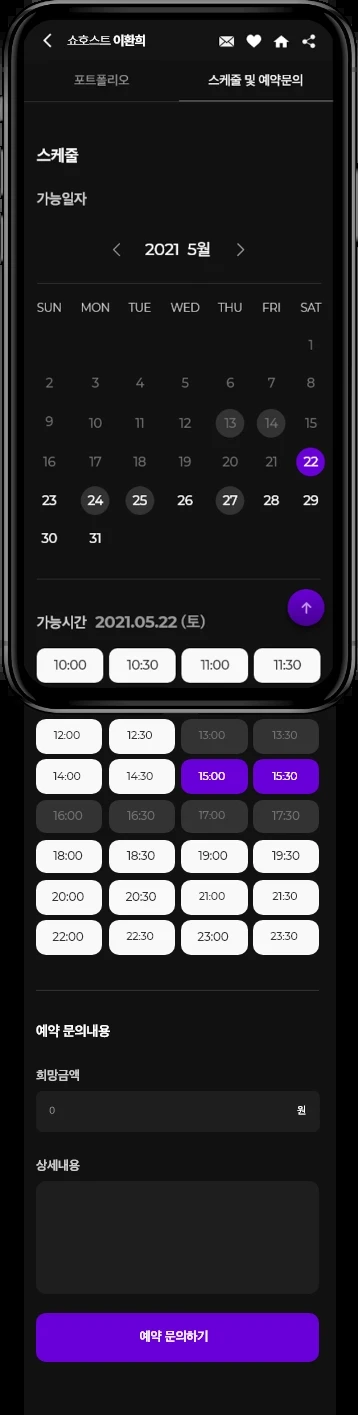 쇼호스트 이환희
포트폴리오 스케줄 및 예약문의
스케줄
가능일자
2021 5월
SUN MON TUE WED THU FRI SAT
1
2 3 4 5 6 7 8
9 10 11 12 13 14 15
16 17 18 19 20 21 22
23 24 25 26 27 28 29
30 31
가능시간 2021.05.22 (토)
10:00 10:30 11:00 11:30
12:00 12:30 13:00 13:30
14:00 14:30 15:00 15:30
16:00 16:30 17:00 17:30
18:00 18:30 19:00 19:30
20:00 20:30 21:00 21:30
22:00 22:30 23:00 23:30
예약 문의내용
희망금액
0 원
상세내용
예약 문의하기